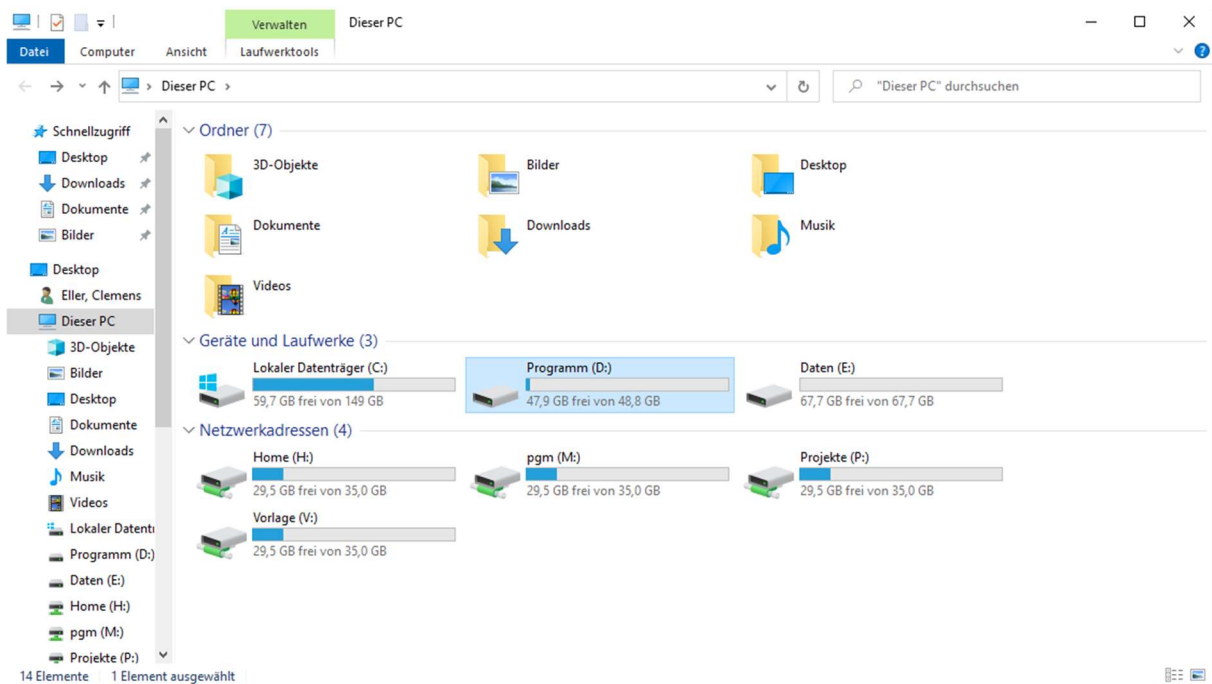 Verwalten
Dieser PC
Datei
Computer
Ansicht
Laufwerktools
Dieser PC
"Dieser PC" durchsuchen
Schnellzugriff
Desktop
Downloads
Dokumente
Bilder
Desktop
Eller, Clemens
Dieser PC
3D-Objekte
Bilder
Desktop
Dokumente
Downloads
Musik
Videos
Lokaler Datent
Programm (D:)
Daten (E:)
Home (H:)
pgm (M:)
Projekte (P:)
Ordner (7)
3D-Objekte
Bilder
Desktop
Dokumente
Downloads
Musik
Videos
Geräte und Laufwerke (3)
Lokaler Datenträger (C:)
59,7 GB frei von 149 GB
Programm (D:)
47,9 GB frei von 48,8 GB
Daten (E:)
67,7 GB frei von 67,7 GB
Netzwerkadressen (4)
Home (H:)
29,5 GB frei von 35,0 GB
pgm (M:)
29,5 GB frei von 35,0 GB
Projekte (P:)
29,5 GB frei von 35,0 GB
Vorlage (V:)
29,5 GB frei von 35,0 GB
14 Elemente
1 Element ausgewählt